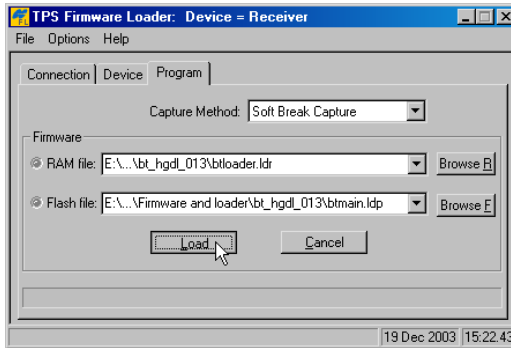 TPS Firmware Loader: Device = Receiver
File Options Help
Connection Device Program
Capture Method: Soft Break Capture
Firmware
RAM file: E:\...\bt_hgdl_013\btloader.ldr Browse R
Flash file: E:\...\Firmware and loader\bt_hgdl_013\btmain.ldp Browse F
Load Cancel
19 Dec 2003 15:22.43